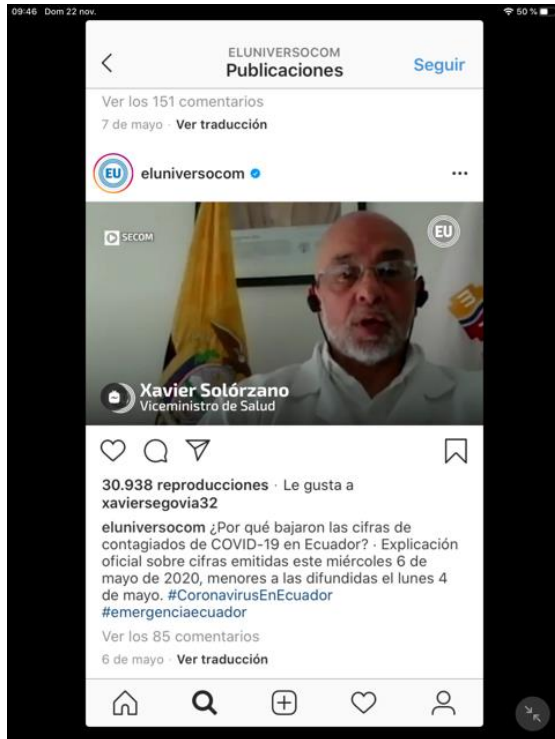 09:46 Dom 22 nov.
50 %
ELUNIVERSOCOM
Publicaciones
Seguir
Ver los 151 comentarios
7 de mayo · Ver traducción
EU
eluniversocom
SECOM
EU
Xavier Solórzano
Viceministro de Salud
30.938 reproducciones · Le gusta a
xaviersegovia32
eluniversocom ¿Por qué bajaron las cifras de
contagiados de COVID-19 en Ecuador? · Explicación
oficial sobre cifras emitidas este miércoles 6 de
mayo de 2020, menores a las difundidas el lunes 4
de mayo. #CoronavirusEnEcuador
#emergenciaecuador
Ver los 85 comentarios
6 de mayo · Ver traducción